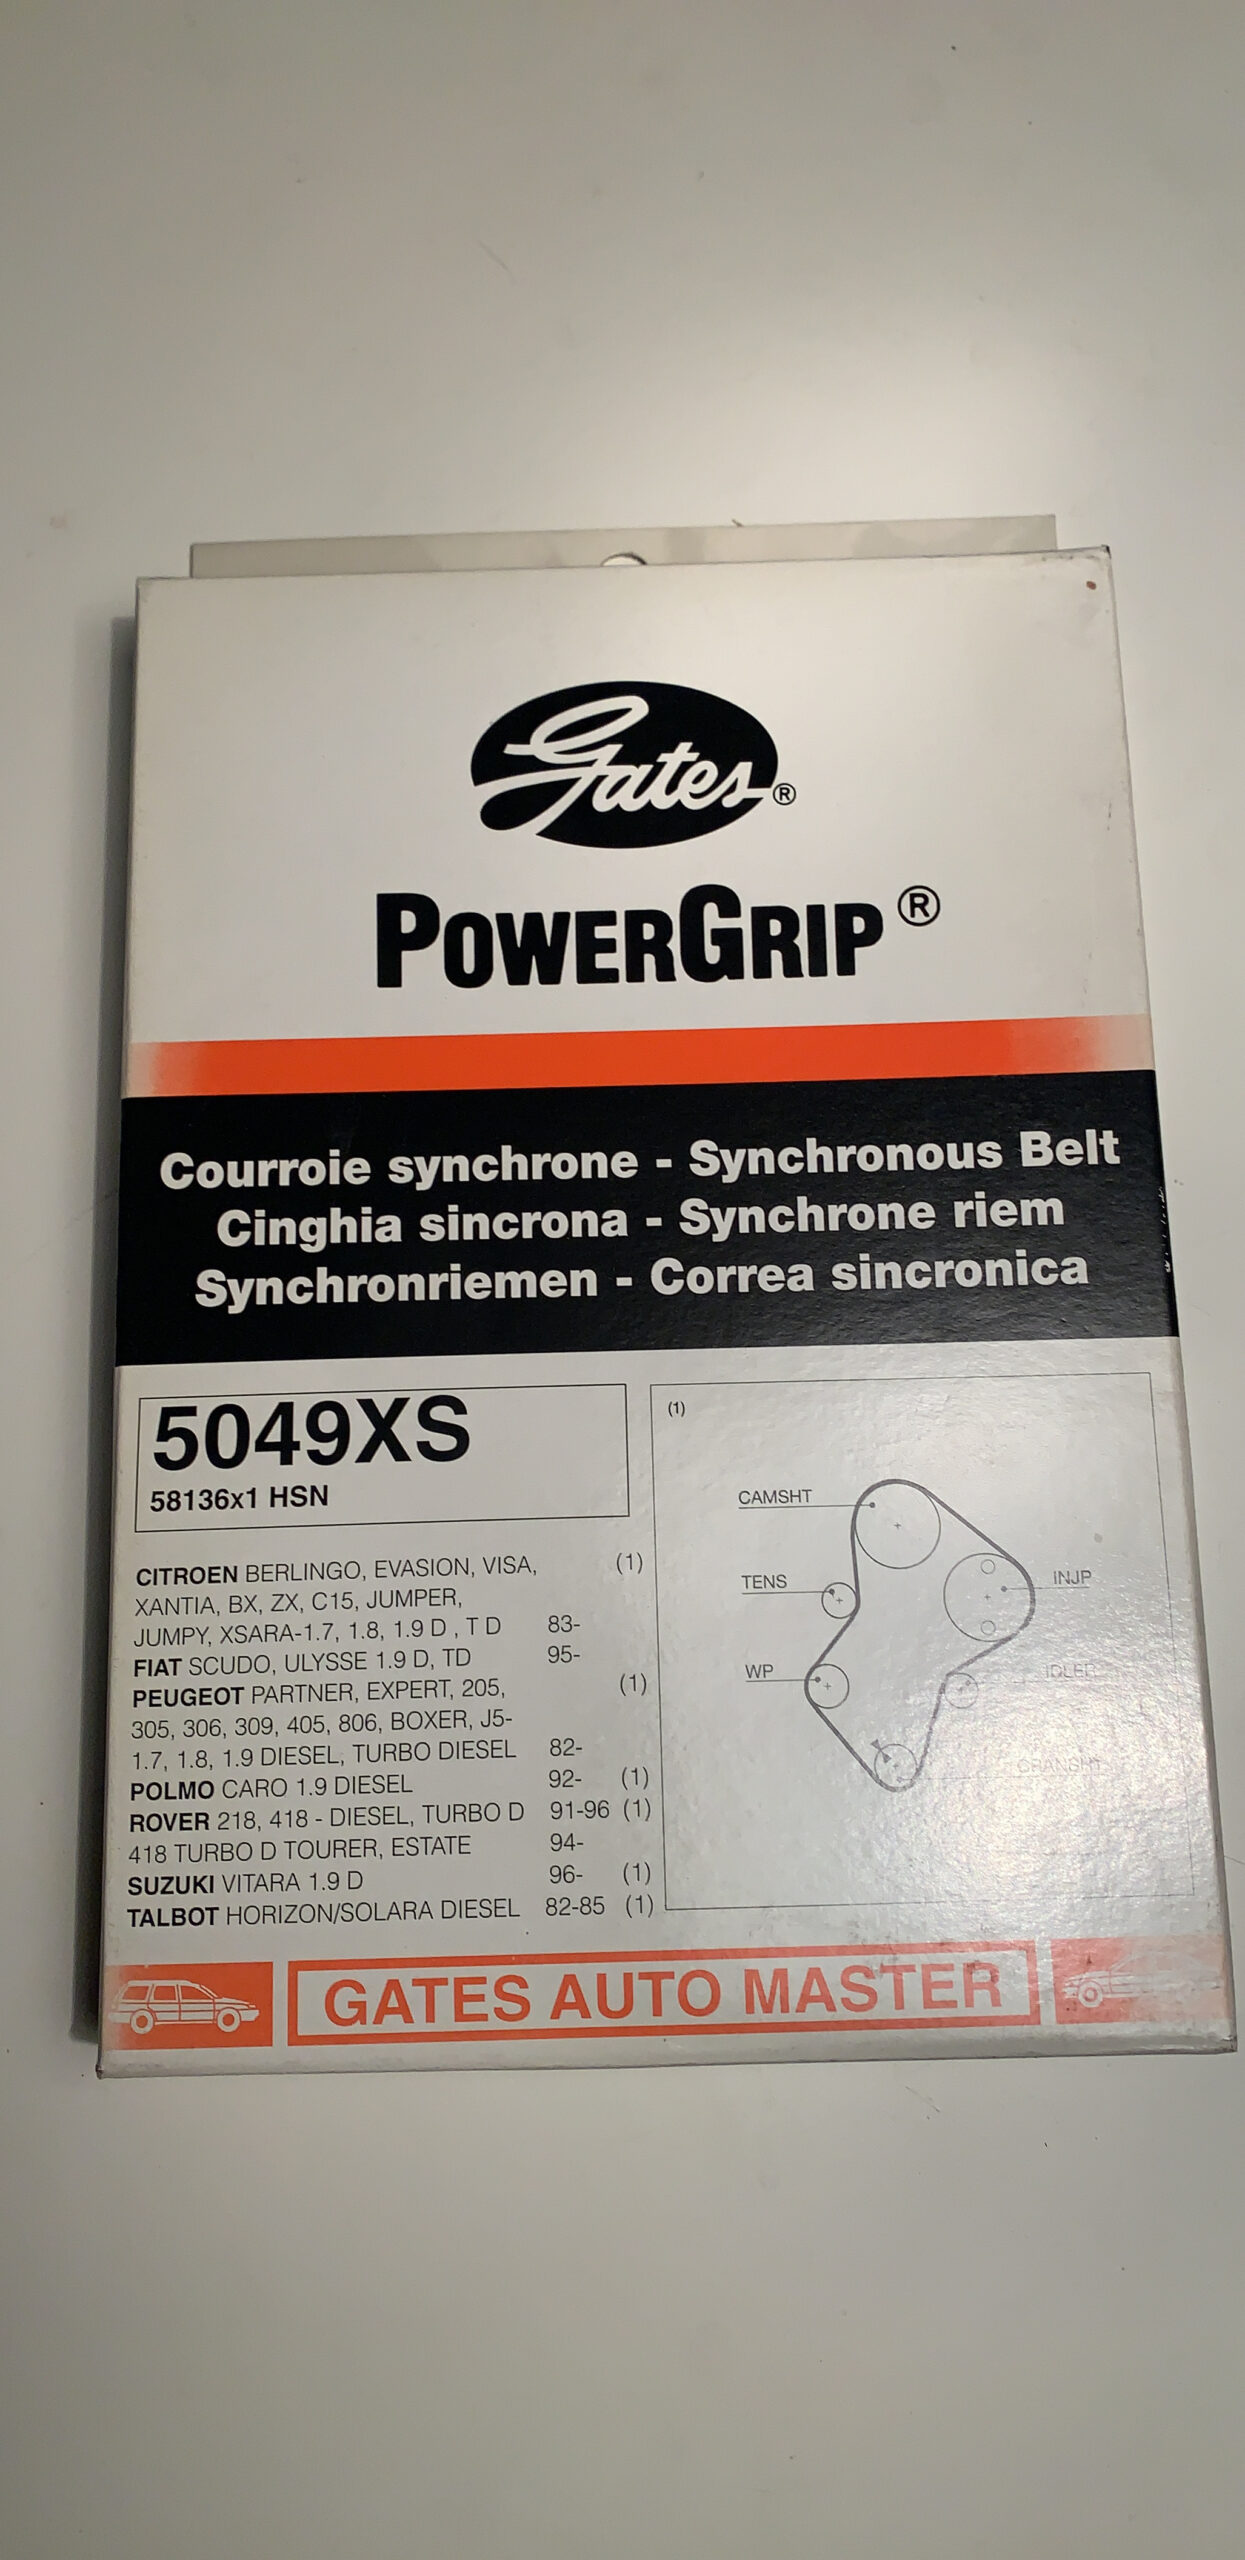 Gates®
POWERGRIP®
Courroie synchrone - Synchronous Belt
Cinghia sincrona - Synchrone riem
Synchronriemen - Correa sincronica
5049XS
58136x1 HSN
CITROEN BERLINGO, EVASION, VISA, (1)
XANTIA, BX, ZX, C15, JUMPER,
JUMPY, XSARA-1.7, 1.8, 1.9 D , T D 83-
FIAT SCUDO, ULYSSE 1.9 D, TD 95-
PEUGEOT PARTNER, EXPERT, 205, (1)
305, 306, 309, 405, 806, BOXER, J5-
1.7, 1.8, 1.9 DIESEL, TURBO DIESEL 82-
POLMO CARO 1.9 DIESEL 92- (1)
ROVER 218, 418 - DIESEL, TURBO D 91-96 (1)
418 TURBO D TOURER, ESTATE 94-
SUZUKI VITARA 1.9 D 96- (1)
TALBOT HORIZON/SOLARA DIESEL 82-85 (1)
(1)
CAMSHT
TENS
INJP
WP
IDLER
CRANSHT
GATES AUTO MASTER